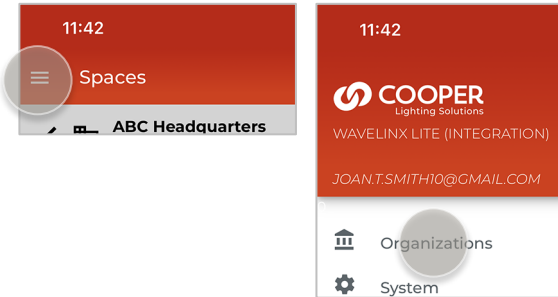 11:42
Spaces
ABC Headquarters
11:42
COOPER
Lighting Solutions
WAVELINX LITE (INTEGRATION)
JOAN.T.SMITH10@GMAIL.COM
Organizations
System